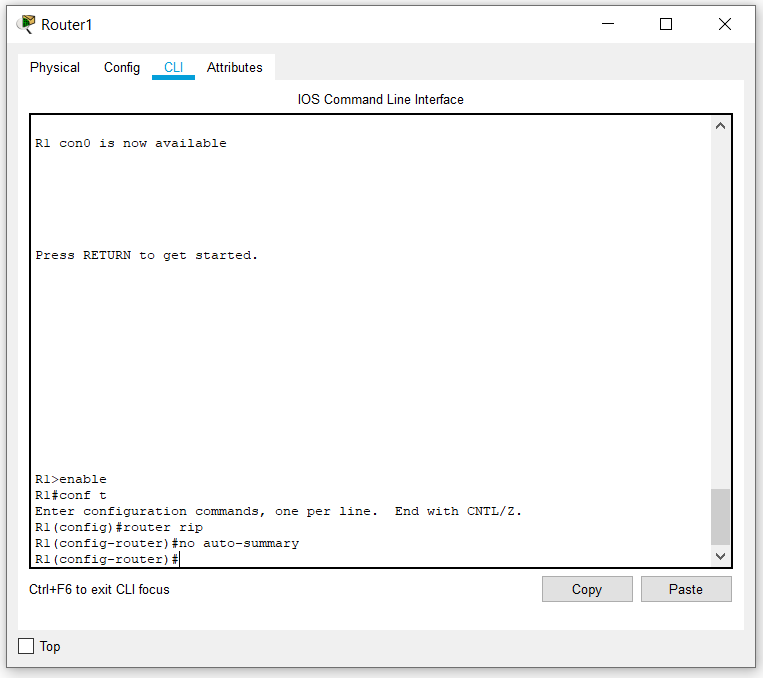 Router1
Physical Config CLI Attributes
IOS Command Line Interface
R1 con0 is now available
Press RETURN to get started.
R1>enable
R1#conf t
Enter configuration commands, one per line.  End with CNTL/Z.
R1(config)#router rip
R1(config-router)#no auto-summary
R1(config-router)#
Ctrl+F6 to exit CLI focus Copy Paste
Top